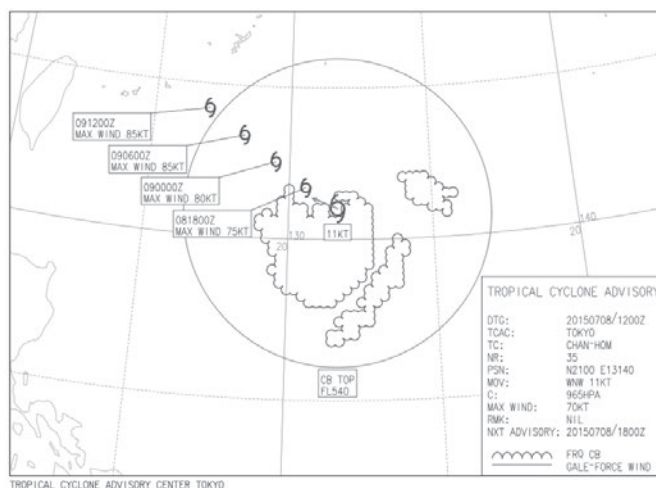 091200Z
MAX WIND 85KT
090600Z
MAX WIND 85KT
090000Z
MAX WIND 80KT
081800Z
MAX WIND 75KT
11KT
20
130
20
140
CB TOP
FL540
TROPICAL CYCLONE ADVISORY
DTG: 20150708/1200Z
TCAC: TOKYO
TC: CHAN-HOM
NR: 35
PSN: N2100 E13140
MOV: WNW 11KT
C: 965HPA
MAX WIND: 70KT
RMK: NIL
NXT ADVISORY: 20150708/1800Z
FRQ CB
GALE-FORCE WIND
TROPICAL CYCLONE ADVISORY CENTER TOKYO